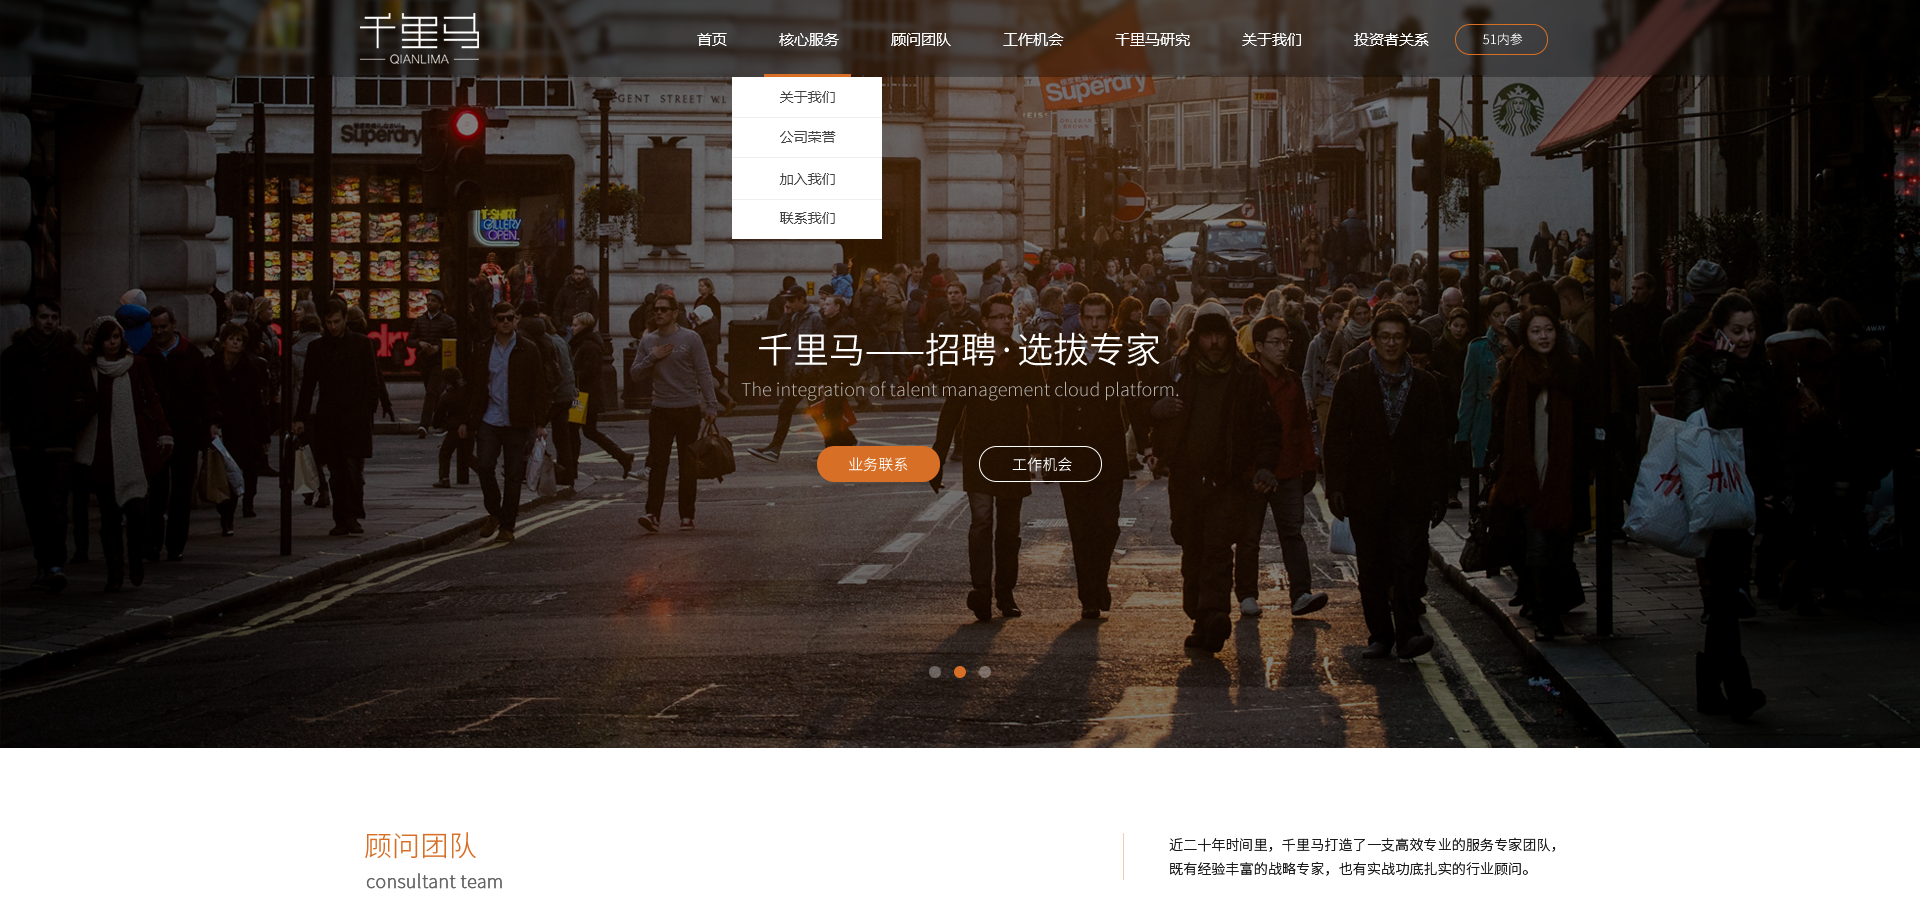 千里马
QIANLIMA
首页 核心服务 顾问团队 工作机会 千里马研究 关于我们 投资者关系 51内参
关于我们
公司荣誉
加入我们
联系我们
GENT STREET W.1.
Superdry
Superdry
T-SHIRT
GALLERY
OPEN
dry
千里马——招聘·选拔专家
The integration of talent management cloud platform.
业务联系 工作机会
H&M
AWAY
顾问团队
consultant team
近二十年时间里，千里马打造了一支高效专业的服务专家团队，
既有经验丰富的战略专家，也有实战功底扎实的行业顾问。